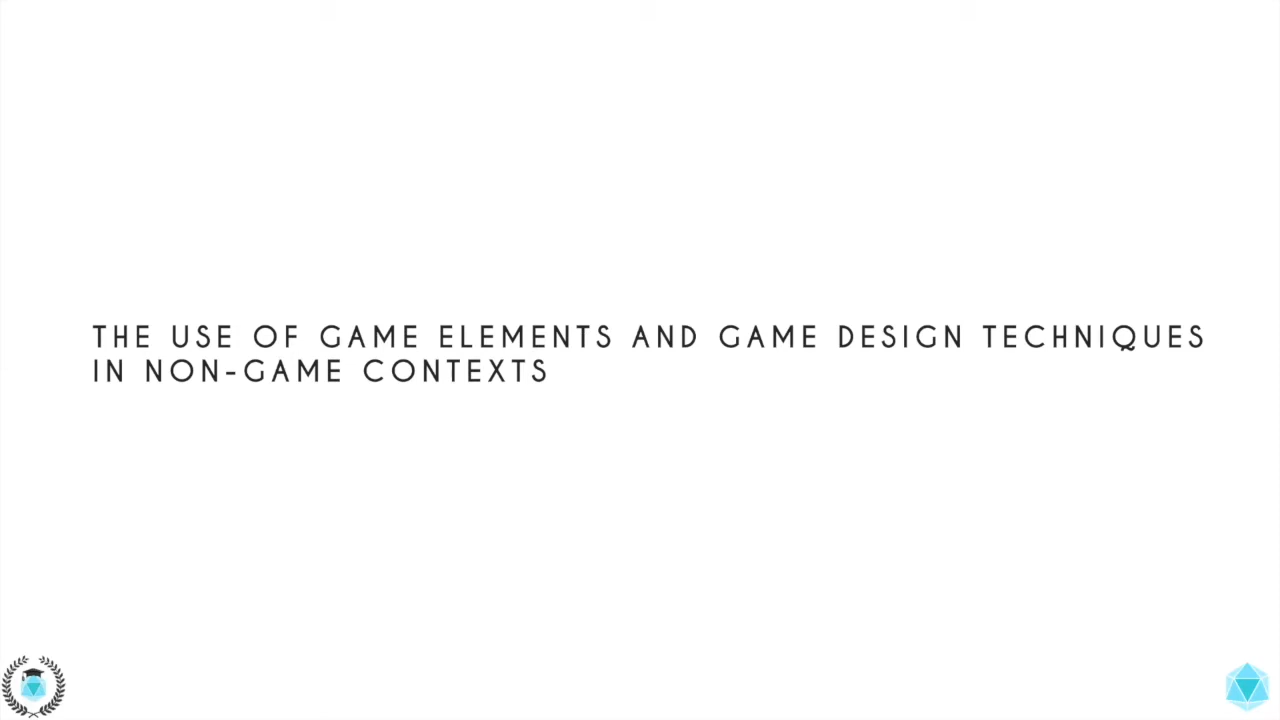 THE USE OF GAME ELEMENTS AND GAME DESIGN TECHNIQUES
IN NON-GAME CONTEXTS